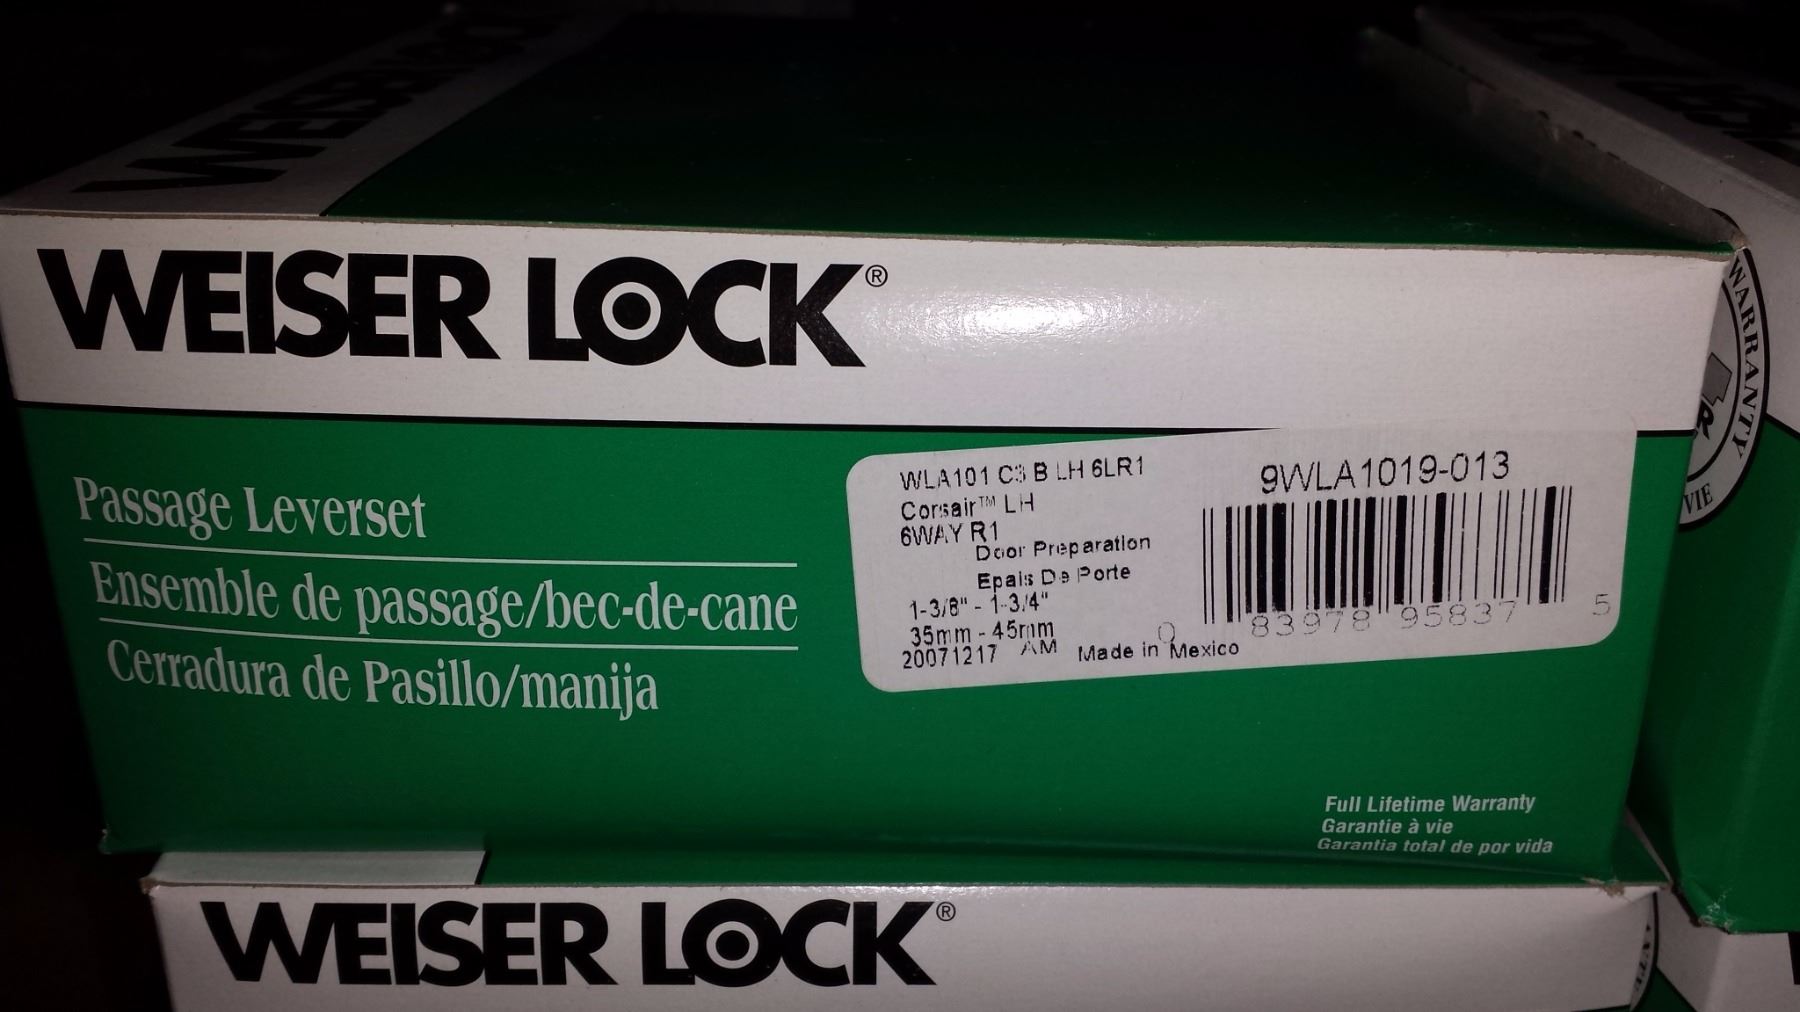 WEISER LOCK
WEISER LOCK®
Passage Leverset
Ensemble de passage/bec-de-cane
Cerradura de Pasillo/manija
WLA101 C3 B LH 6LR1
Corsair™ LH
6WAY R1
Door Preparation
Epais De Porte
1-3/8" - 1-3/4"
35mm - 45mm
20071217 AM Made in Mexico
9WLA1019-013
0 83978 95837 5
Full Lifetime Warranty
Garantie à vie
Garantia total de por vida
WARRANTY
VIE
WEISER LOCK®